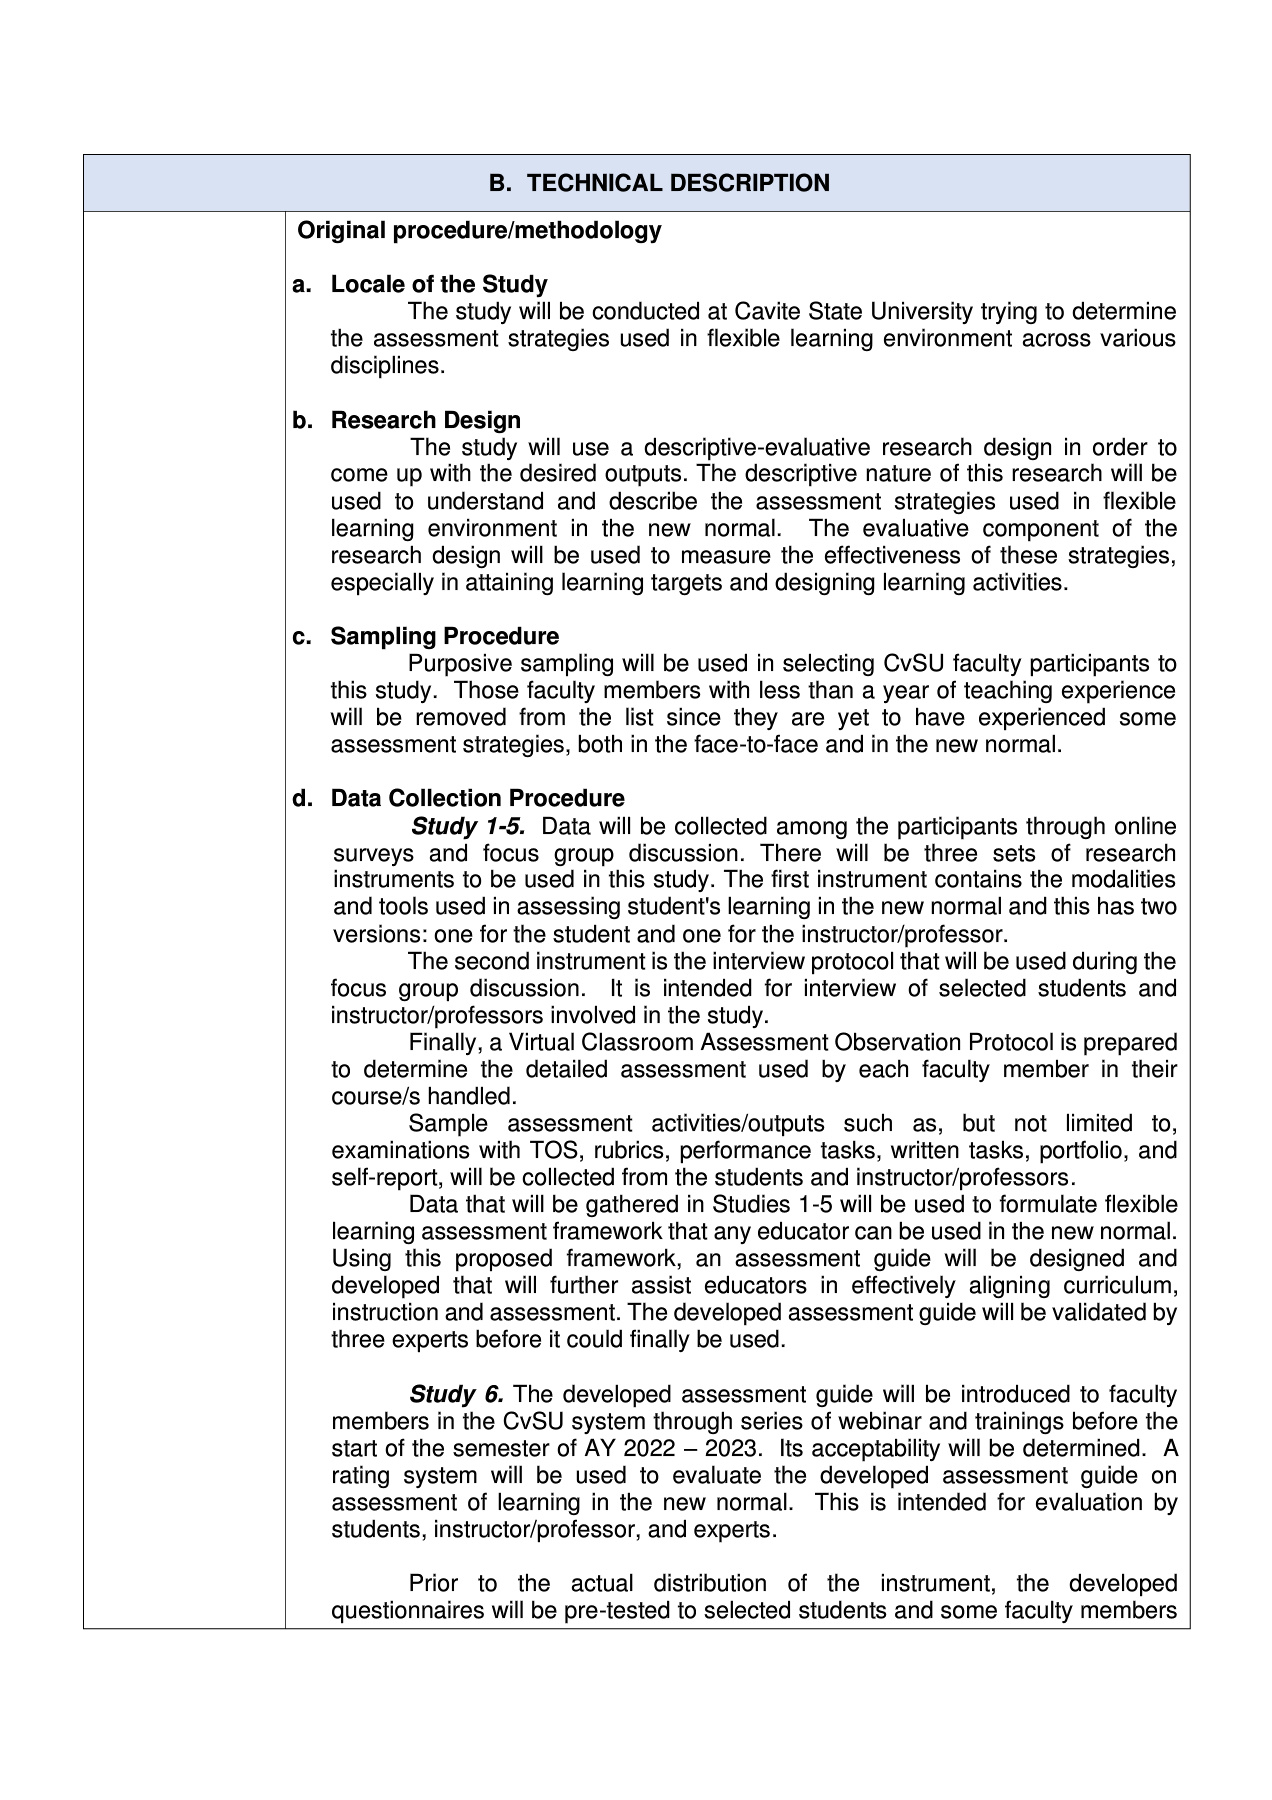 B. TECHNICAL DESCRIPTION
Original procedure/methodology
a. Locale of the Study
The study will be conducted at Cavite State University trying to determine
the assessment strategies used in flexible learning environment across various
disciplines.
b. Research Design
The study will use a descriptive-evaluative research design in order to
come up with the desired outputs. The descriptive nature of this research will be
used to understand and describe the assessment strategies used in flexible
learning environment in the new normal. The evaluative component of the
research design will be used to measure the effectiveness of these strategies,
especially in attaining learning targets and designing learning activities.
c. Sampling Procedure
Purposive sampling will be used in selecting CvSU faculty participants to
this study. Those faculty members with less than a year of teaching experience
will be removed from the list since they are yet to have experienced some
assessment strategies, both in the face-to-face and in the new normal.
d. Data Collection Procedure
Study 1-5. Data will be collected among the participants through online
surveys and focus group discussion. There will be three sets of research
instruments to be used in this study. The first instrument contains the modalities
and tools used in assessing student's learning in the new normal and this has two
versions: one for the student and one for the instructor/professor.
The second instrument is the interview protocol that will be used during the
focus group discussion. It is intended for interview of selected students and
instructor/professors involved in the study.
Finally, a Virtual Classroom Assessment Observation Protocol is prepared
to determine the detailed assessment used by each faculty member in their
course/s handled.
Sample assessment activities/outputs such as, but not limited to,
examinations with TOS, rubrics, performance tasks, written tasks, portfolio, and
self-report, will be collected from the students and instructor/professors.
Data that will be gathered in Studies 1-5 will be used to formulate flexible
learning assessment framework that any educator can be used in the new normal.
Using this proposed framework, an assessment guide will be designed and
developed that will further assist educators in effectively aligning curriculum,
instruction and assessment. The developed assessment guide will be validated by
three experts before it could finally be used.
Study 6. The developed assessment guide will be introduced to faculty
members in the CvSU system through series of webinar and trainings before the
start of the semester of AY 2022 – 2023. Its acceptability will be determined. A
rating system will be used to evaluate the developed assessment guide on
assessment of learning in the new normal. This is intended for evaluation by
students, instructor/professor, and experts.
Prior to the actual distribution of the instrument, the developed
questionnaires will be pre-tested to selected students and some faculty members